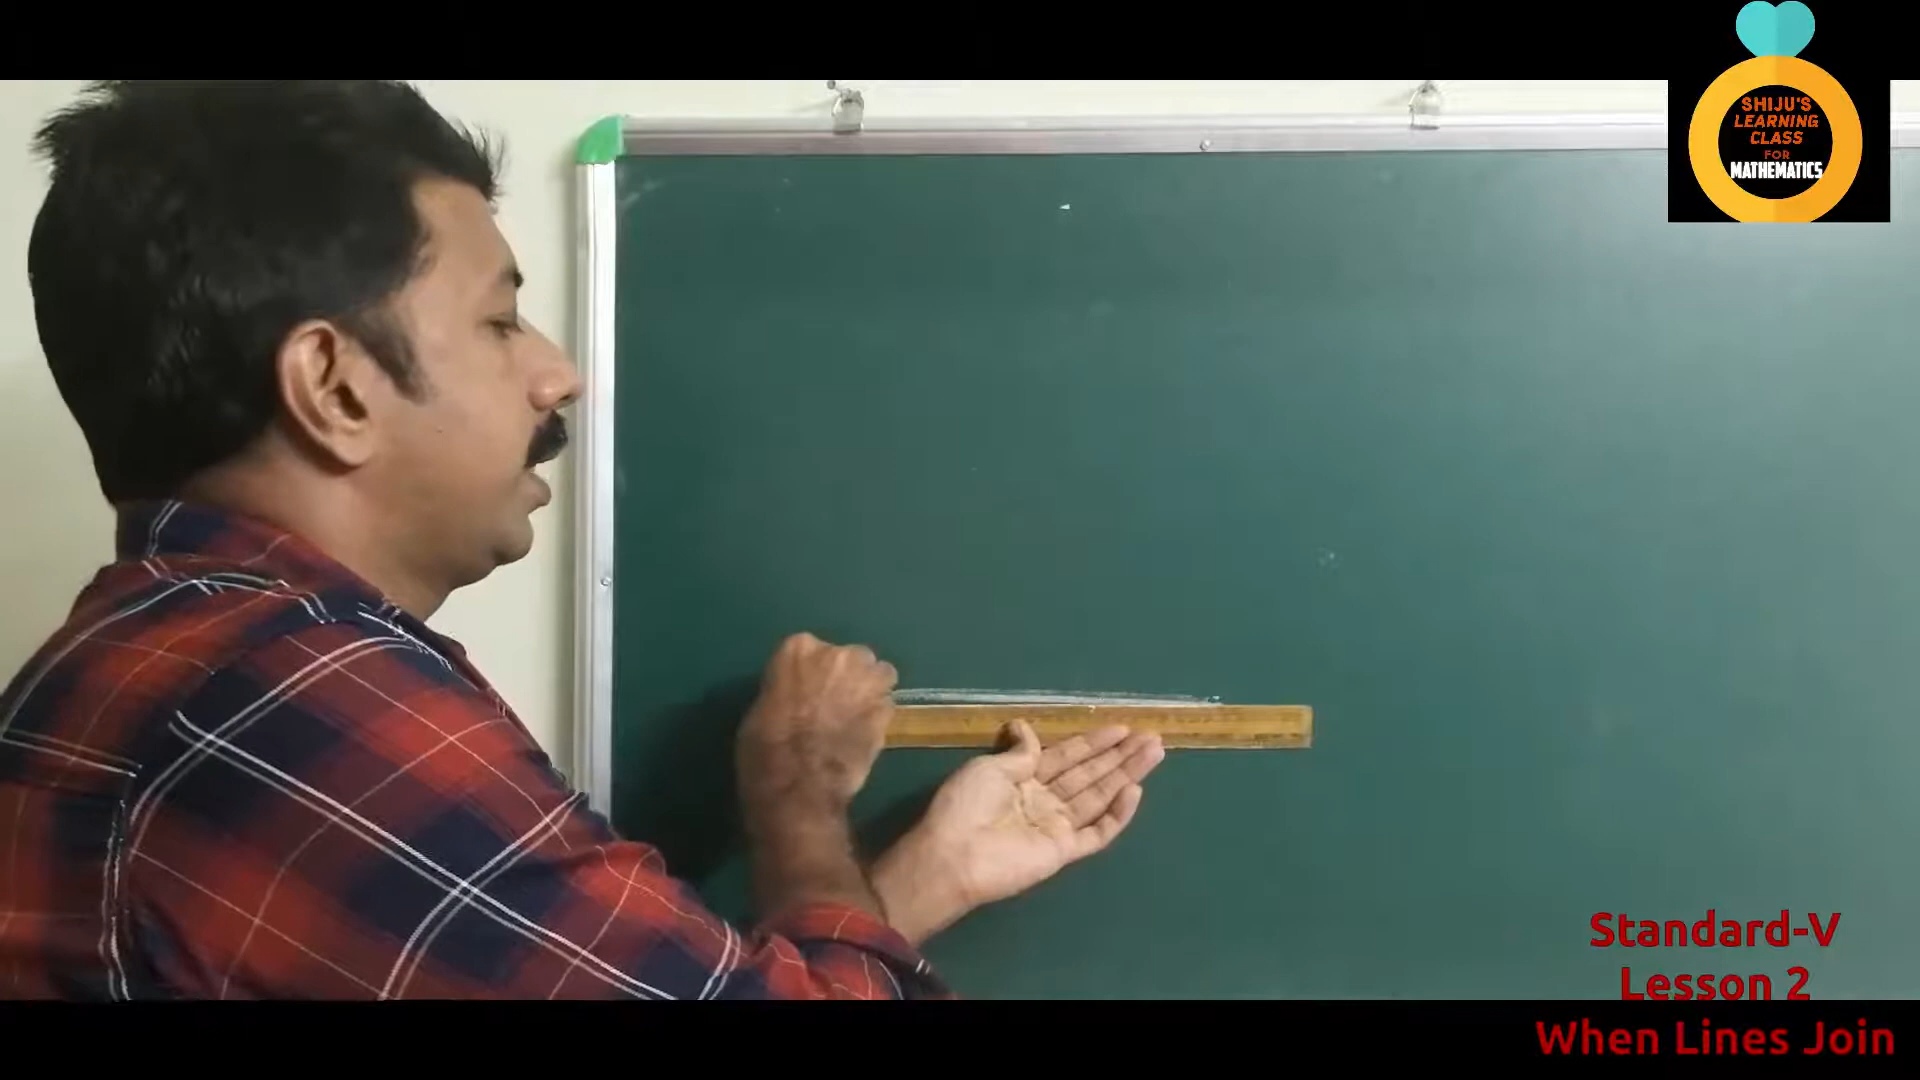 SHIJU'S
LEARNING
CLASS
FOR
MATHEMATICS
Standard-V
Lesson 2
When Lines Join